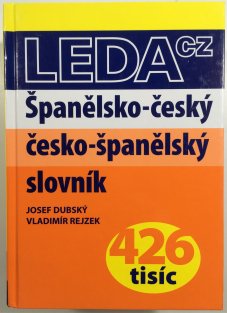 LEDA CZ
Španělsko-český
česko-španělský
slovník
JOSEF DUBSKÝ
VLADIMÍR REJZEK
426
tisíc